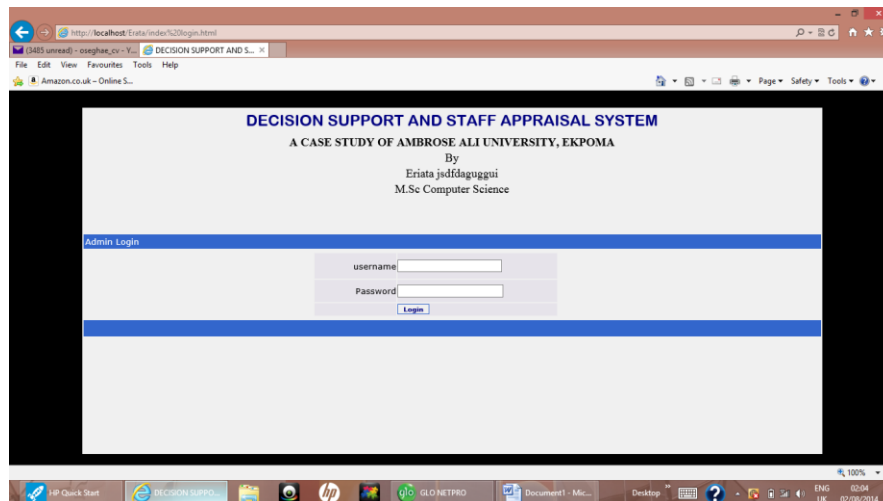 http://localhost/Erata/index%20login.html
(3485 unread) - oseghae_cv - Y... DECISION SUPPORT AND S...
File Edit View Favourites Tools Help
Amazon.co.uk – Online S... Page Safety Tools
DECISION SUPPORT AND STAFF APPRAISAL SYSTEM
A CASE STUDY OF AMBROSE ALI UNIVERSITY, EKPOMA
By
Eriata jsdfdaguggui
M.Sc Computer Science
Admin Login
username
Password
Login
100%
HP Quick Start DECISION SUPPO... hp glo GLO NETPRO Document1 - Mic... Desktop ENG 02:04
UK 02/08/2014